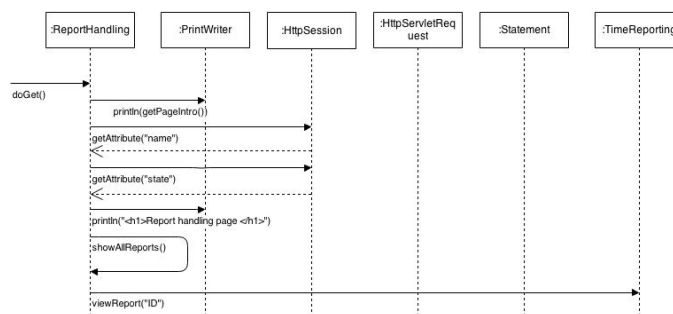 :ReportHandling
:PrintWriter
:HttpSession
:HttpServletReq
uest
:Statement
:TimeReporting
doGet()
println(getPageIntro())
getAttribute("name")
getAttribute("state")
println("<h1>Report handling page </h1>")
showAllReports()
viewReport("ID")